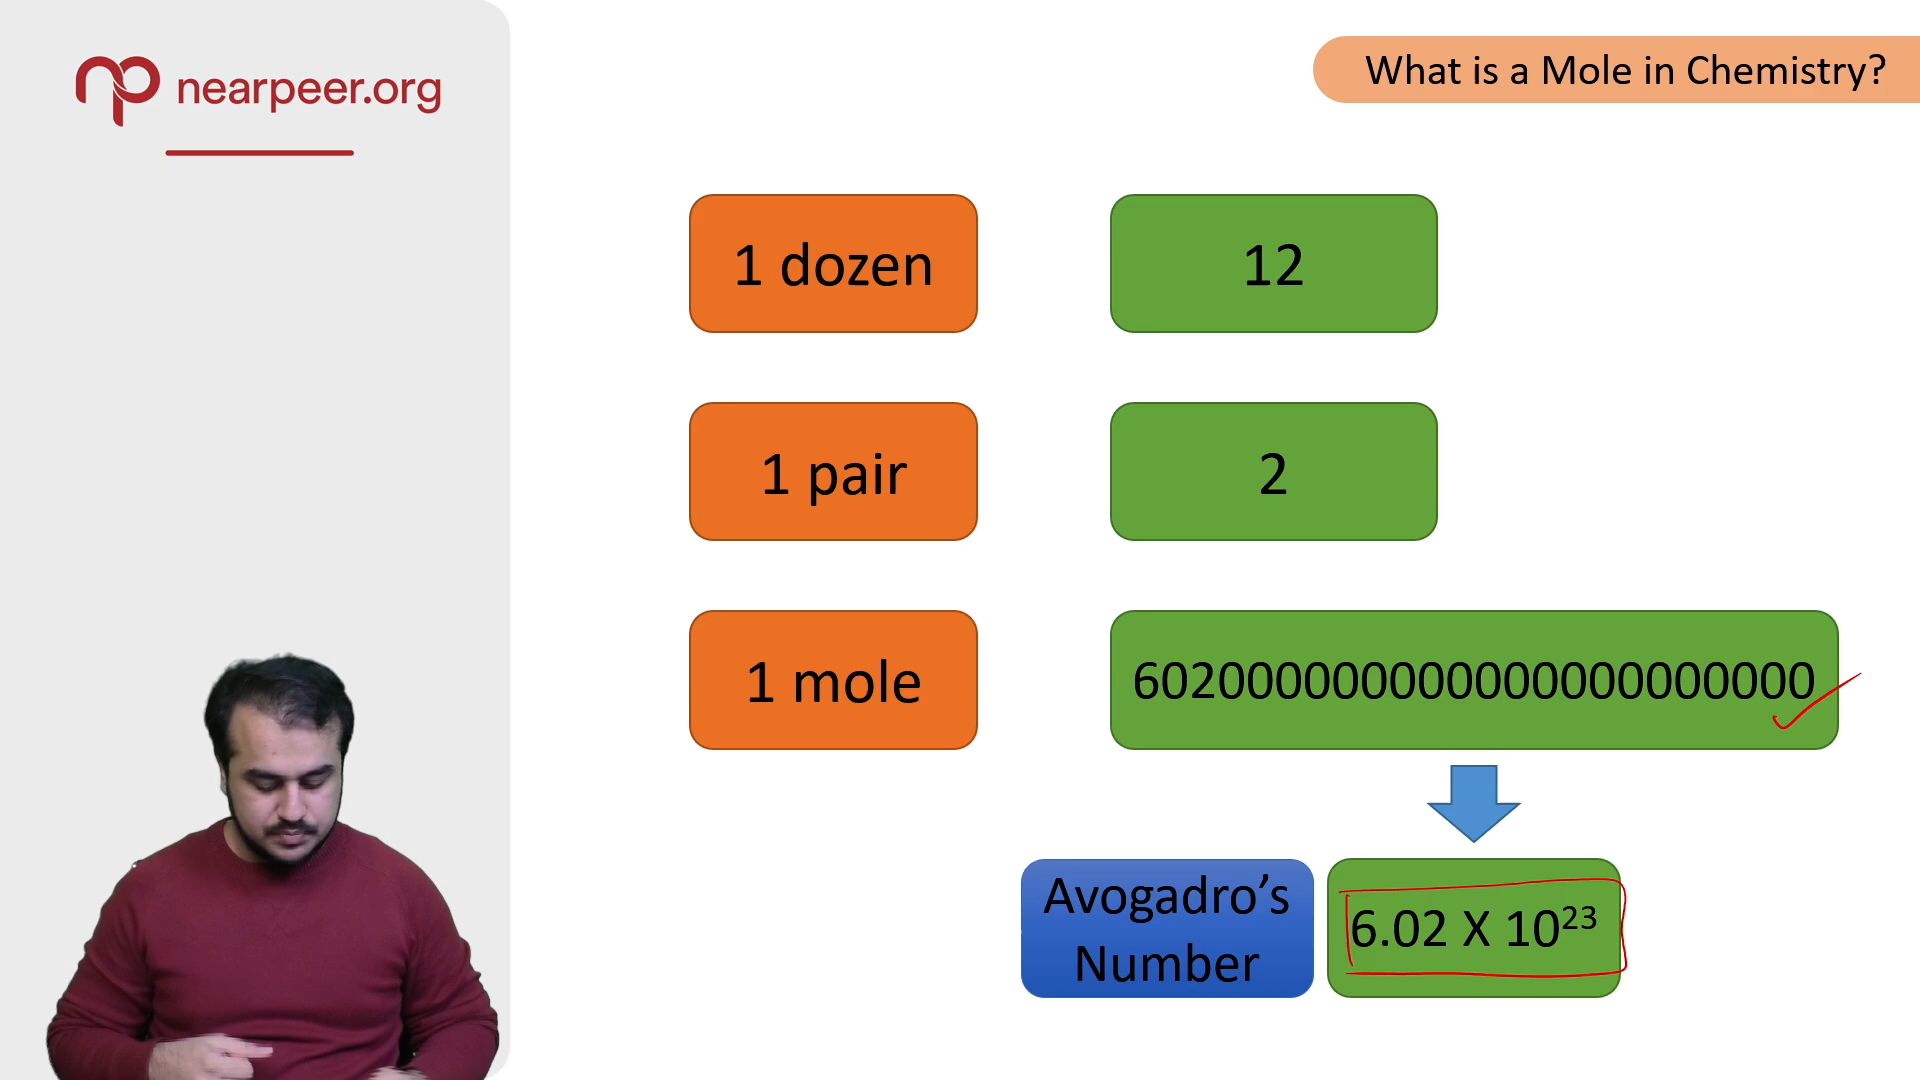 nearpeer.org
What is a Mole in Chemistry?
1 dozen
12
1 pair
2
1 mole
602000000000000000000000
Avogadro’s
Number
6.02 X 10²³